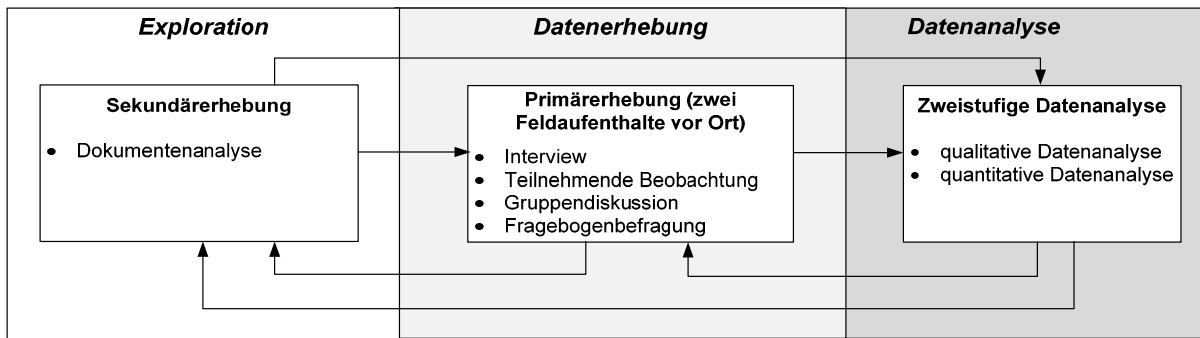 Exploration
Datenerhebung
Datenanalyse
Sekundärerhebung
• Dokumentenanalyse
Primärerhebung (zwei
Feldaufenthalte vor Ort)
• Interview
• Teilnehmende Beobachtung
• Gruppendiskussion
• Fragebogenbefragung
Zweistufige Datenanalyse
• qualitative Datenanalyse
• quantitative Datenanalyse